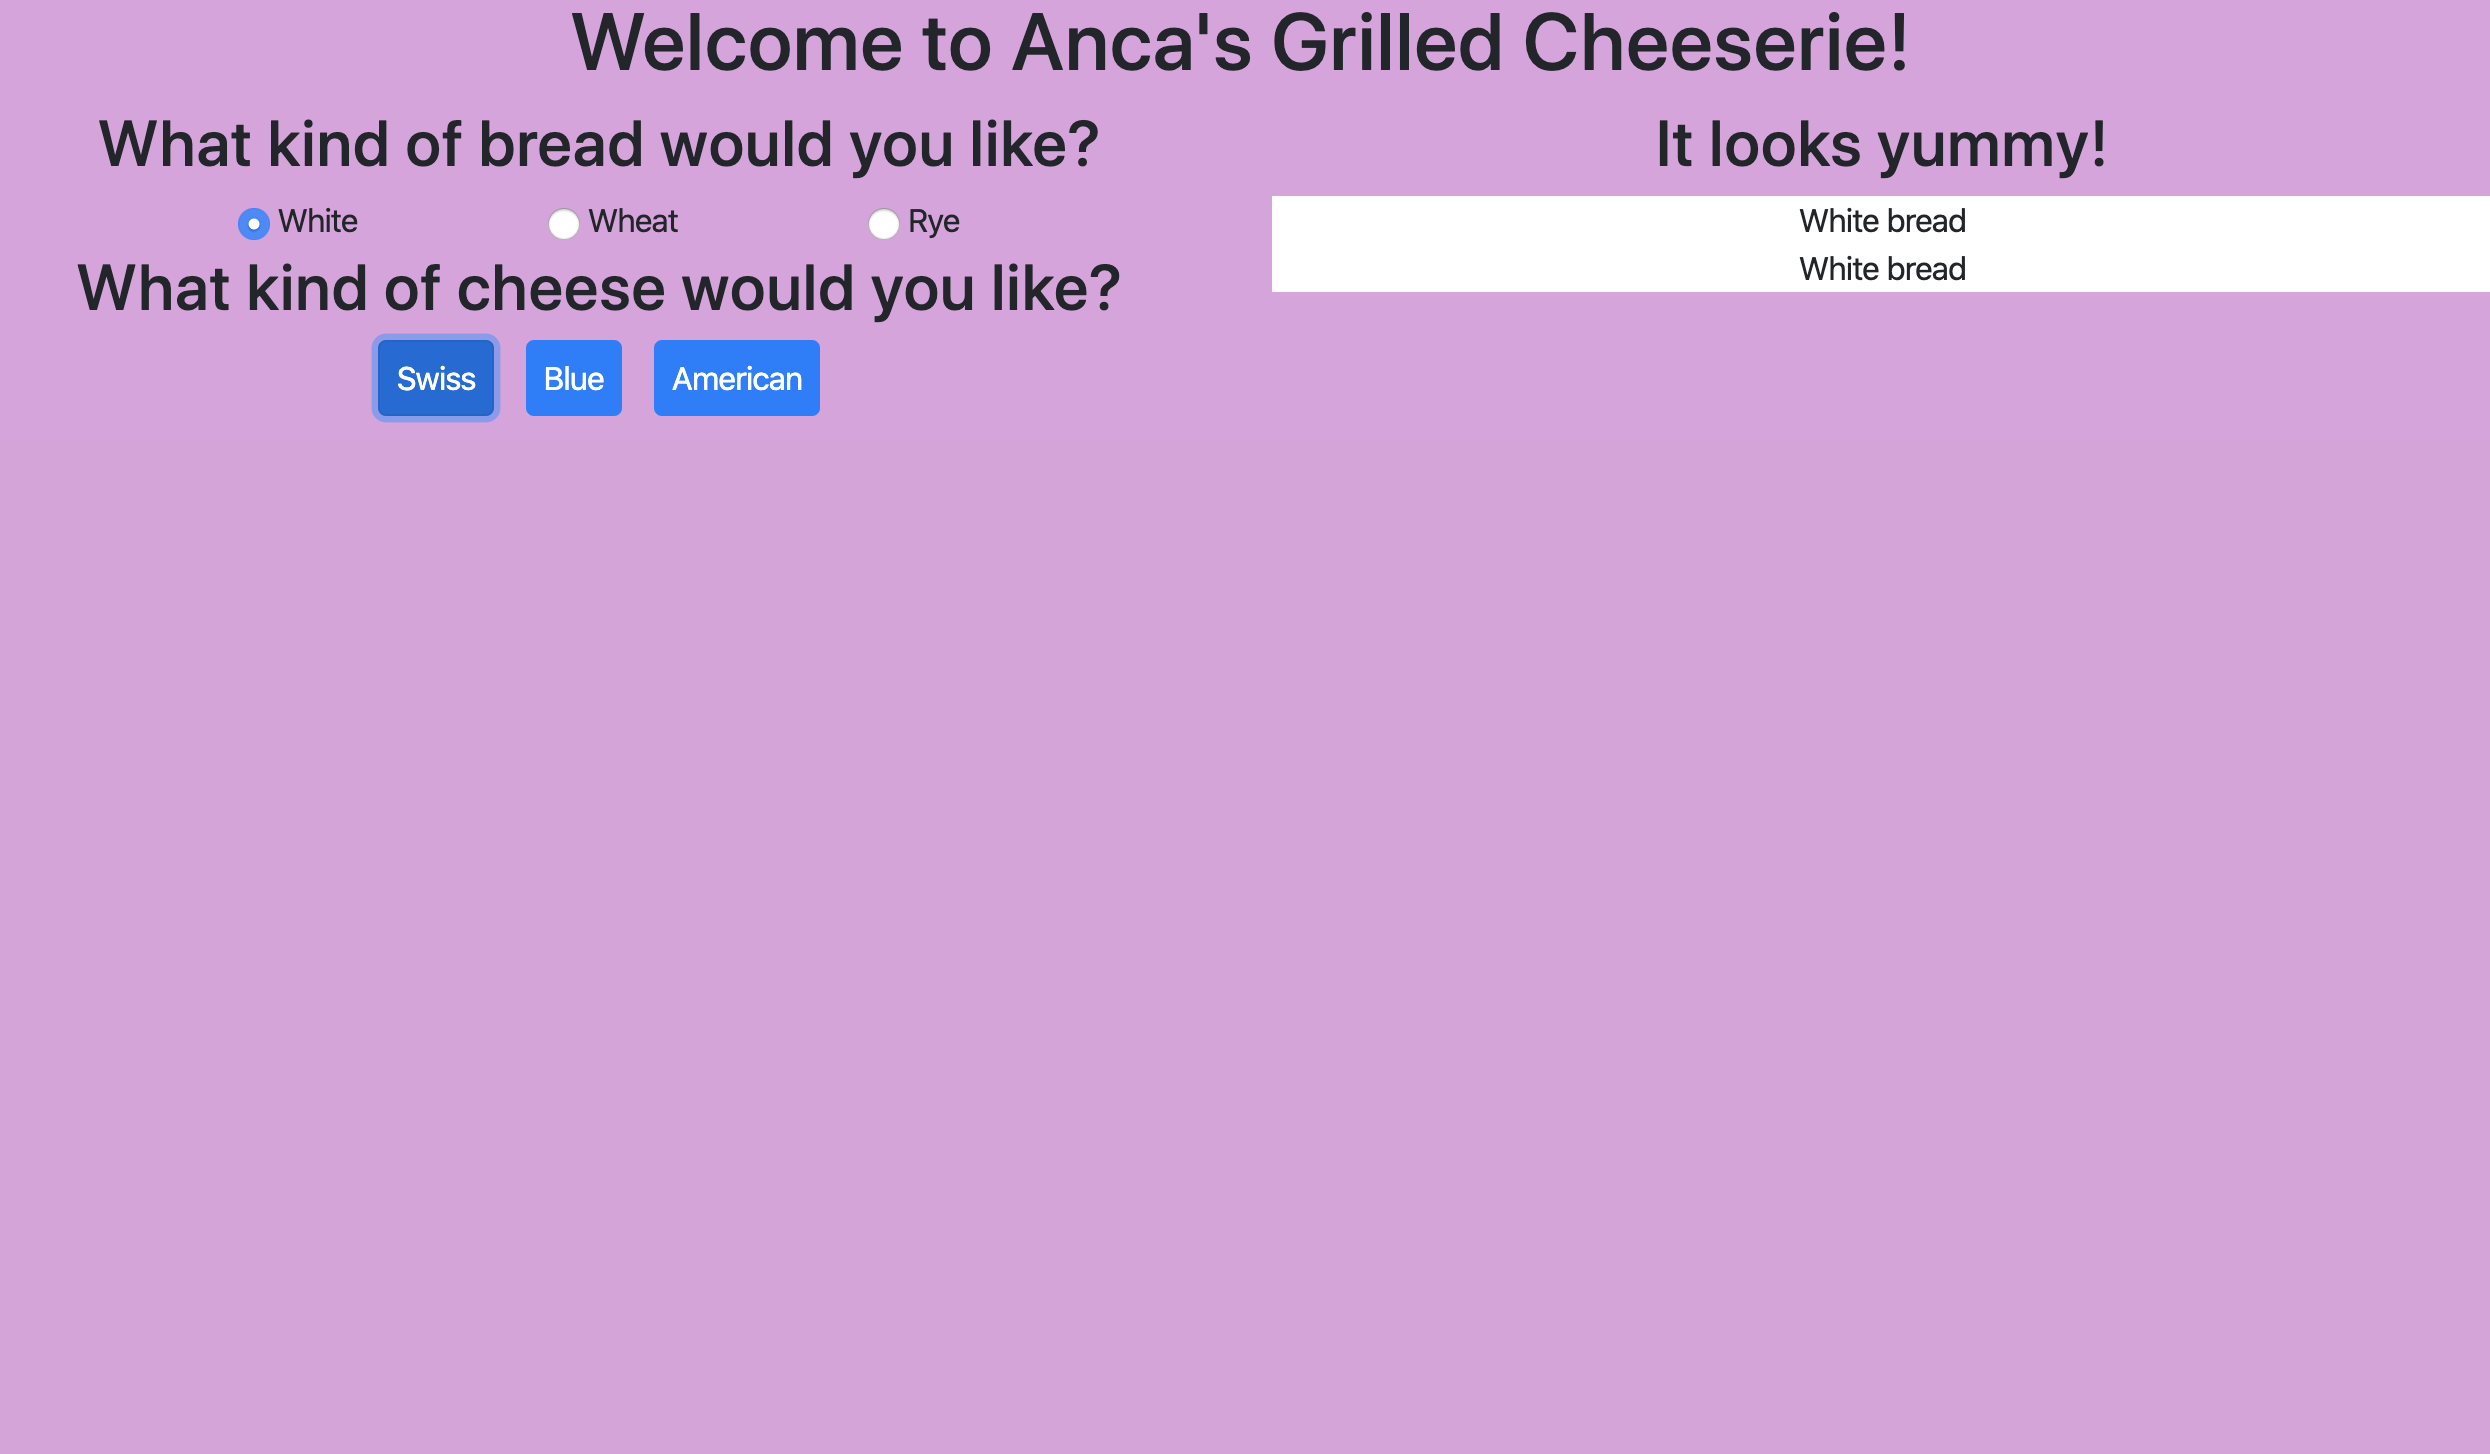 Welcome to Anca's Grilled Cheeserie!
What kind of bread would you like?
White Wheat Rye
What kind of cheese would you like?
Swiss Blue American
It looks yummy!
White bread
White bread